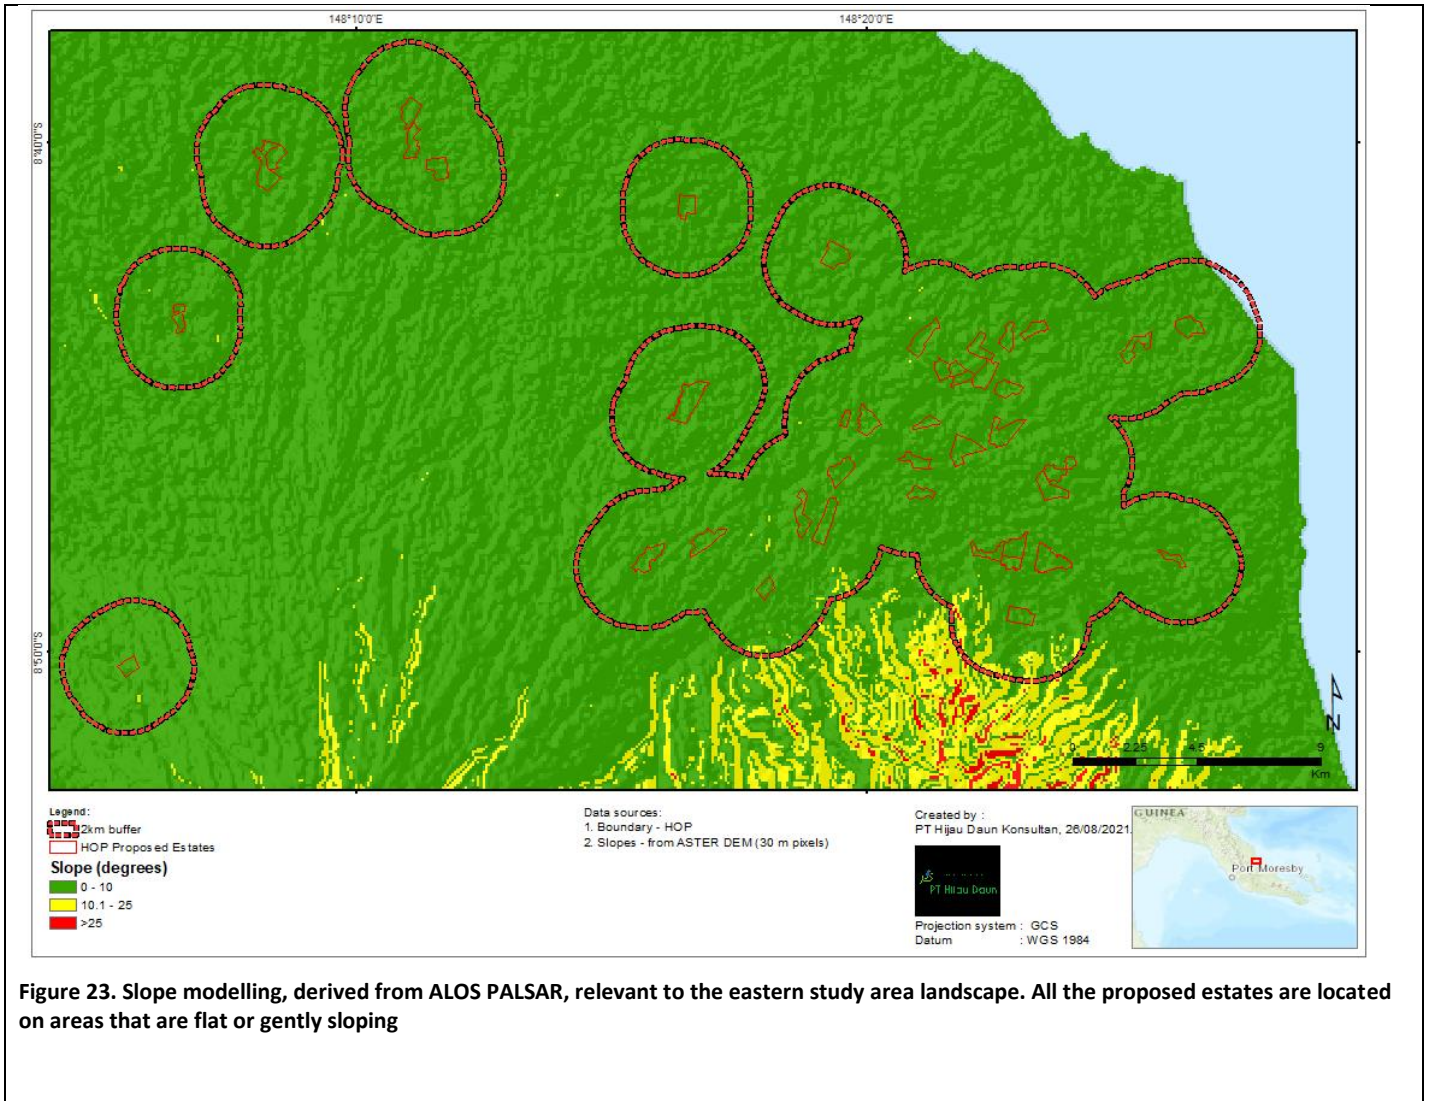 148°10'0"E
148°20'0"E
8°40'0"S
8°50'0"S
N
0 2.25 4.5 9
Km
Legend:
2km buffer
HOP Proposed Estates
Slope (degrees)
0 - 10
10.1 - 25
>25
Data sources:
1. Boundary - HOP
2. Slopes - from ASTER DEM (30 m pixels)
Created by :
PT Hijau Daun Konsultan, 26/08/2021.
PT Hijau Daun
Projection system : GCS
Datum : WGS 1984
GUINEA
Port Moresby
Figure 23. Slope modelling, derived from ALOS PALSAR, relevant to the eastern study area landscape. All the proposed estates are located
on areas that are flat or gently sloping